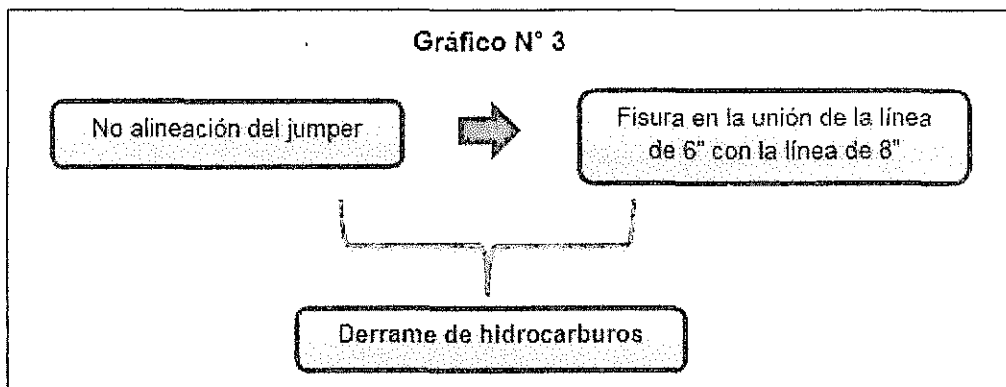 Gráfico N° 3
No alineación del jumper
Fisura en la unión de la línea
de 6" con la línea de 8"
Derrame de hidrocarburos